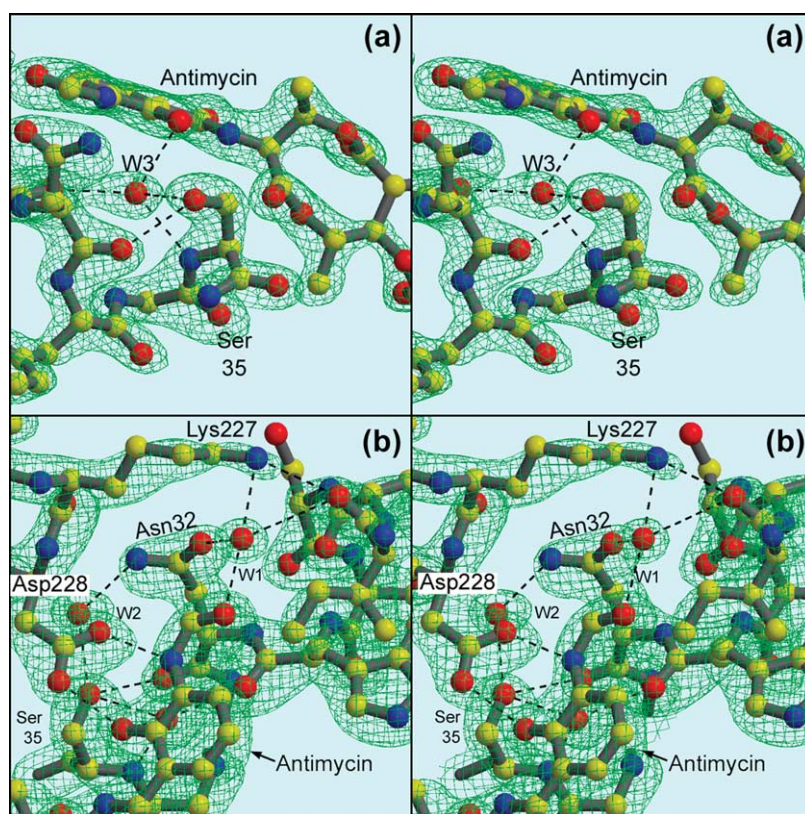 (a)
Antimycin
W3
Ser
35
(a)
Antimycin
W3
Ser
35
(b)
Lys227
Asn32
W1
Asp228
W2
Ser
35
Antimycin
(b)
Lys227
Asn32
W1
Asp228
W2
Ser
35
Antimycin